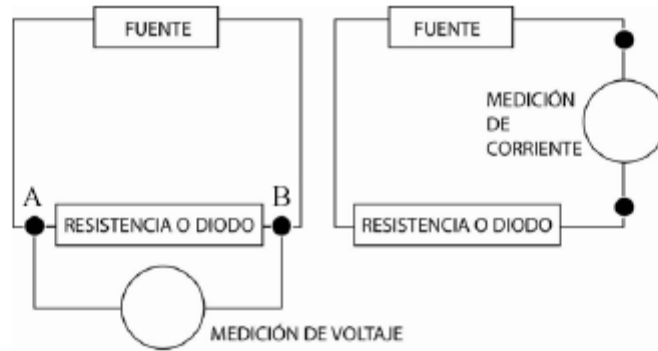 FUENTE
A
B
RESISTENCIA O DIODO
MEDICIÓN DE VOLTAJE
FUENTE
MEDICIÓN
DE
CORRIENTE
RESISTENCIA O DIODO